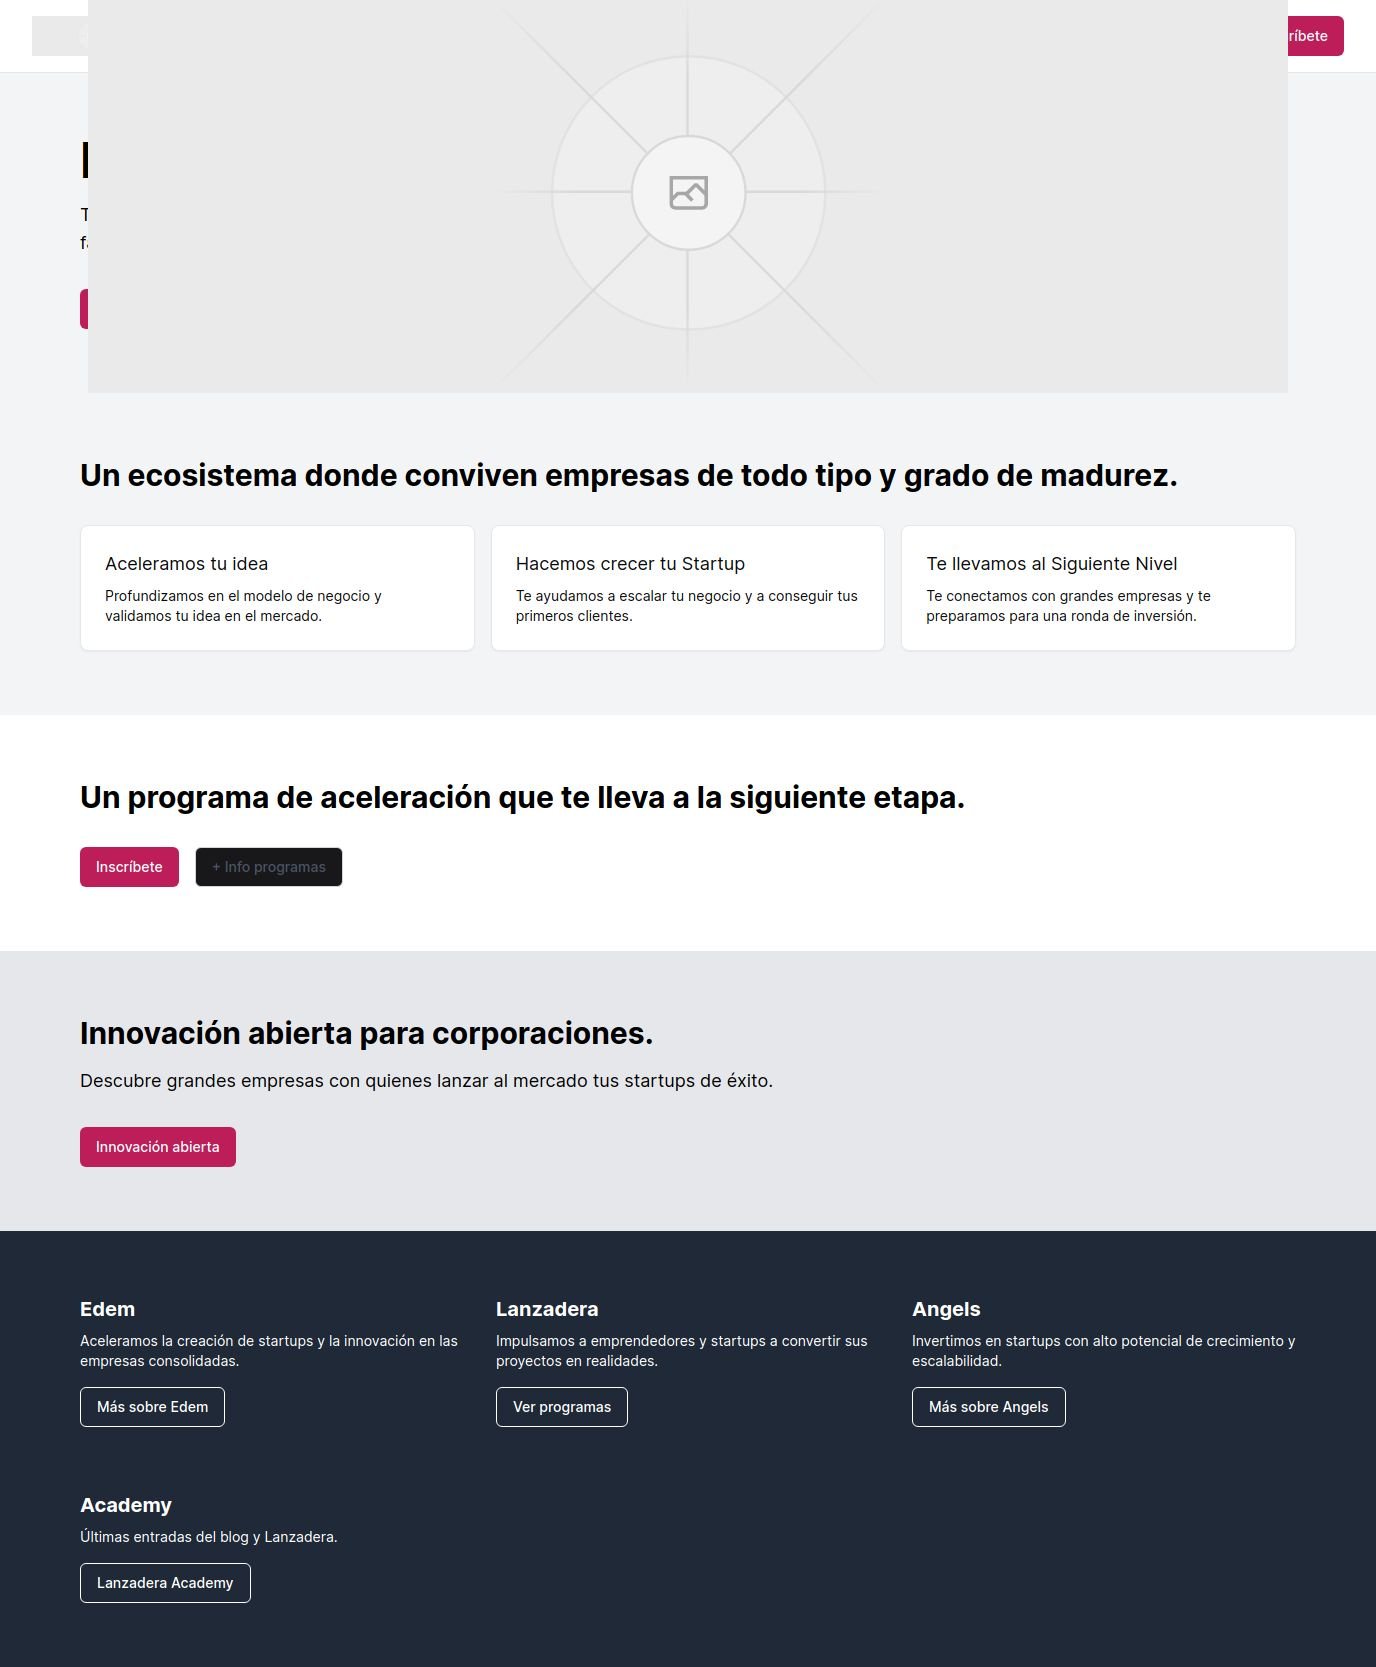 Un ecosistema donde conviven empresas de todo tipo y grado de madurez.
Aceleramos tu idea
Profundizamos en el modelo de negocio y
validamos tu idea en el mercado.
Hacemos crecer tu Startup
Te ayudamos a escalar tu negocio y a conseguir tus
primeros clientes.
Te llevamos al Siguiente Nivel
Te conectamos con grandes empresas y te
preparamos para una ronda de inversión.
Un programa de aceleración que te lleva a la siguiente etapa.
Inscríbete
+ Info programas
Innovación abierta para corporaciones.
Descubre grandes empresas con quienes lanzar al mercado tus startups de éxito.
Innovación abierta
Edem
Aceleramos la creación de startups y la innovación en las
empresas consolidadas.
Más sobre Edem
Lanzadera
Impulsamos a emprendedores y startups a convertir sus
proyectos en realidades.
Ver programas
Angels
Invertimos en startups con alto potencial de crecimiento y
escalabilidad.
Más sobre Angels
Academy
Últimas entradas del blog y Lanzadera.
Lanzadera Academy